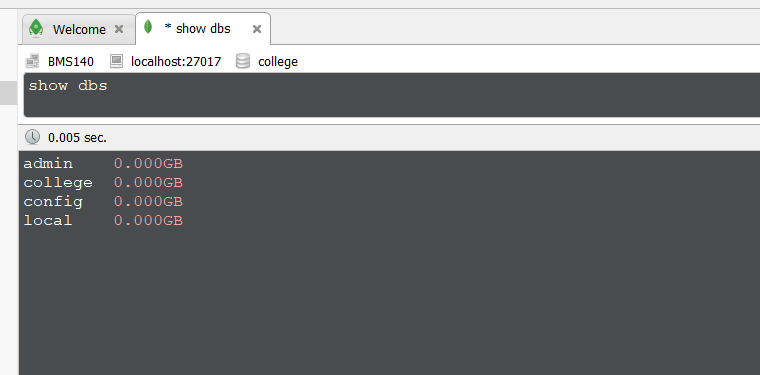 Welcome
* show dbs
BMS140 localhost:27017 college
show dbs
0.005 sec.
admin 0.000GB
college 0.000GB
config 0.000GB
local 0.000GB